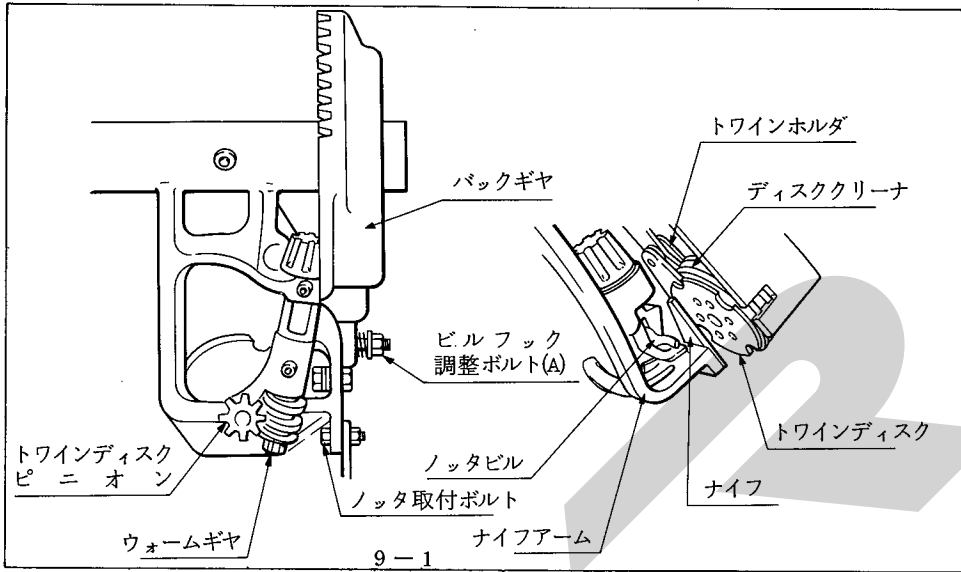 トワインホルダ
ディスククリーナ
バックギヤ
ビルフック
調整ボルト(A)
トワインディスク
ピニオン
ノッタビル
トワインディスク
ナイフ
ノッタ取付ボルト
ウォームギヤ
ナイフアーム
9-1